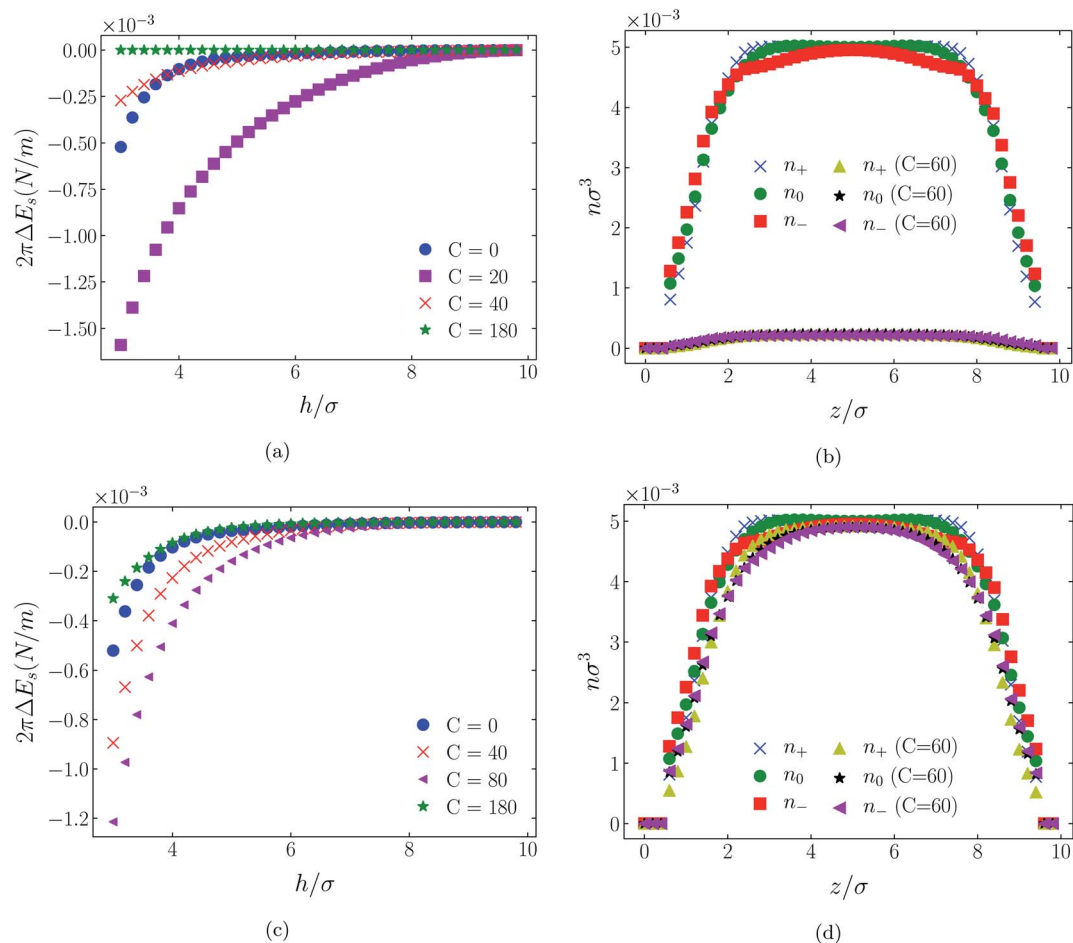 ×10⁻³
0.00
−0.25
−0.50
−0.75
−1.00
−1.25
−1.50
2πΔE_s(N/m)
C = 0
C = 20
C = 40
C = 180
4 6 8 10
h/σ
(a)
×10⁻³
5
4
3
2
1
0
nσ³
n₊ n₊ (C=60)
n₀ n₀ (C=60)
n₋ n₋ (C=60)
0 2 4 6 8 10
z/σ
(b)
×10⁻³
0.0
−0.2
−0.4
−0.6
−0.8
−1.0
−1.2
2πΔE_s(N/m)
C = 0
C = 40
C = 80
C = 180
4 6 8 10
h/σ
(c)
×10⁻³
5
4
3
2
1
0
nσ³
n₊ n₊ (C=60)
n₀ n₀ (C=60)
n₋ n₋ (C=60)
0 2 4 6 8 10
z/σ
(d)